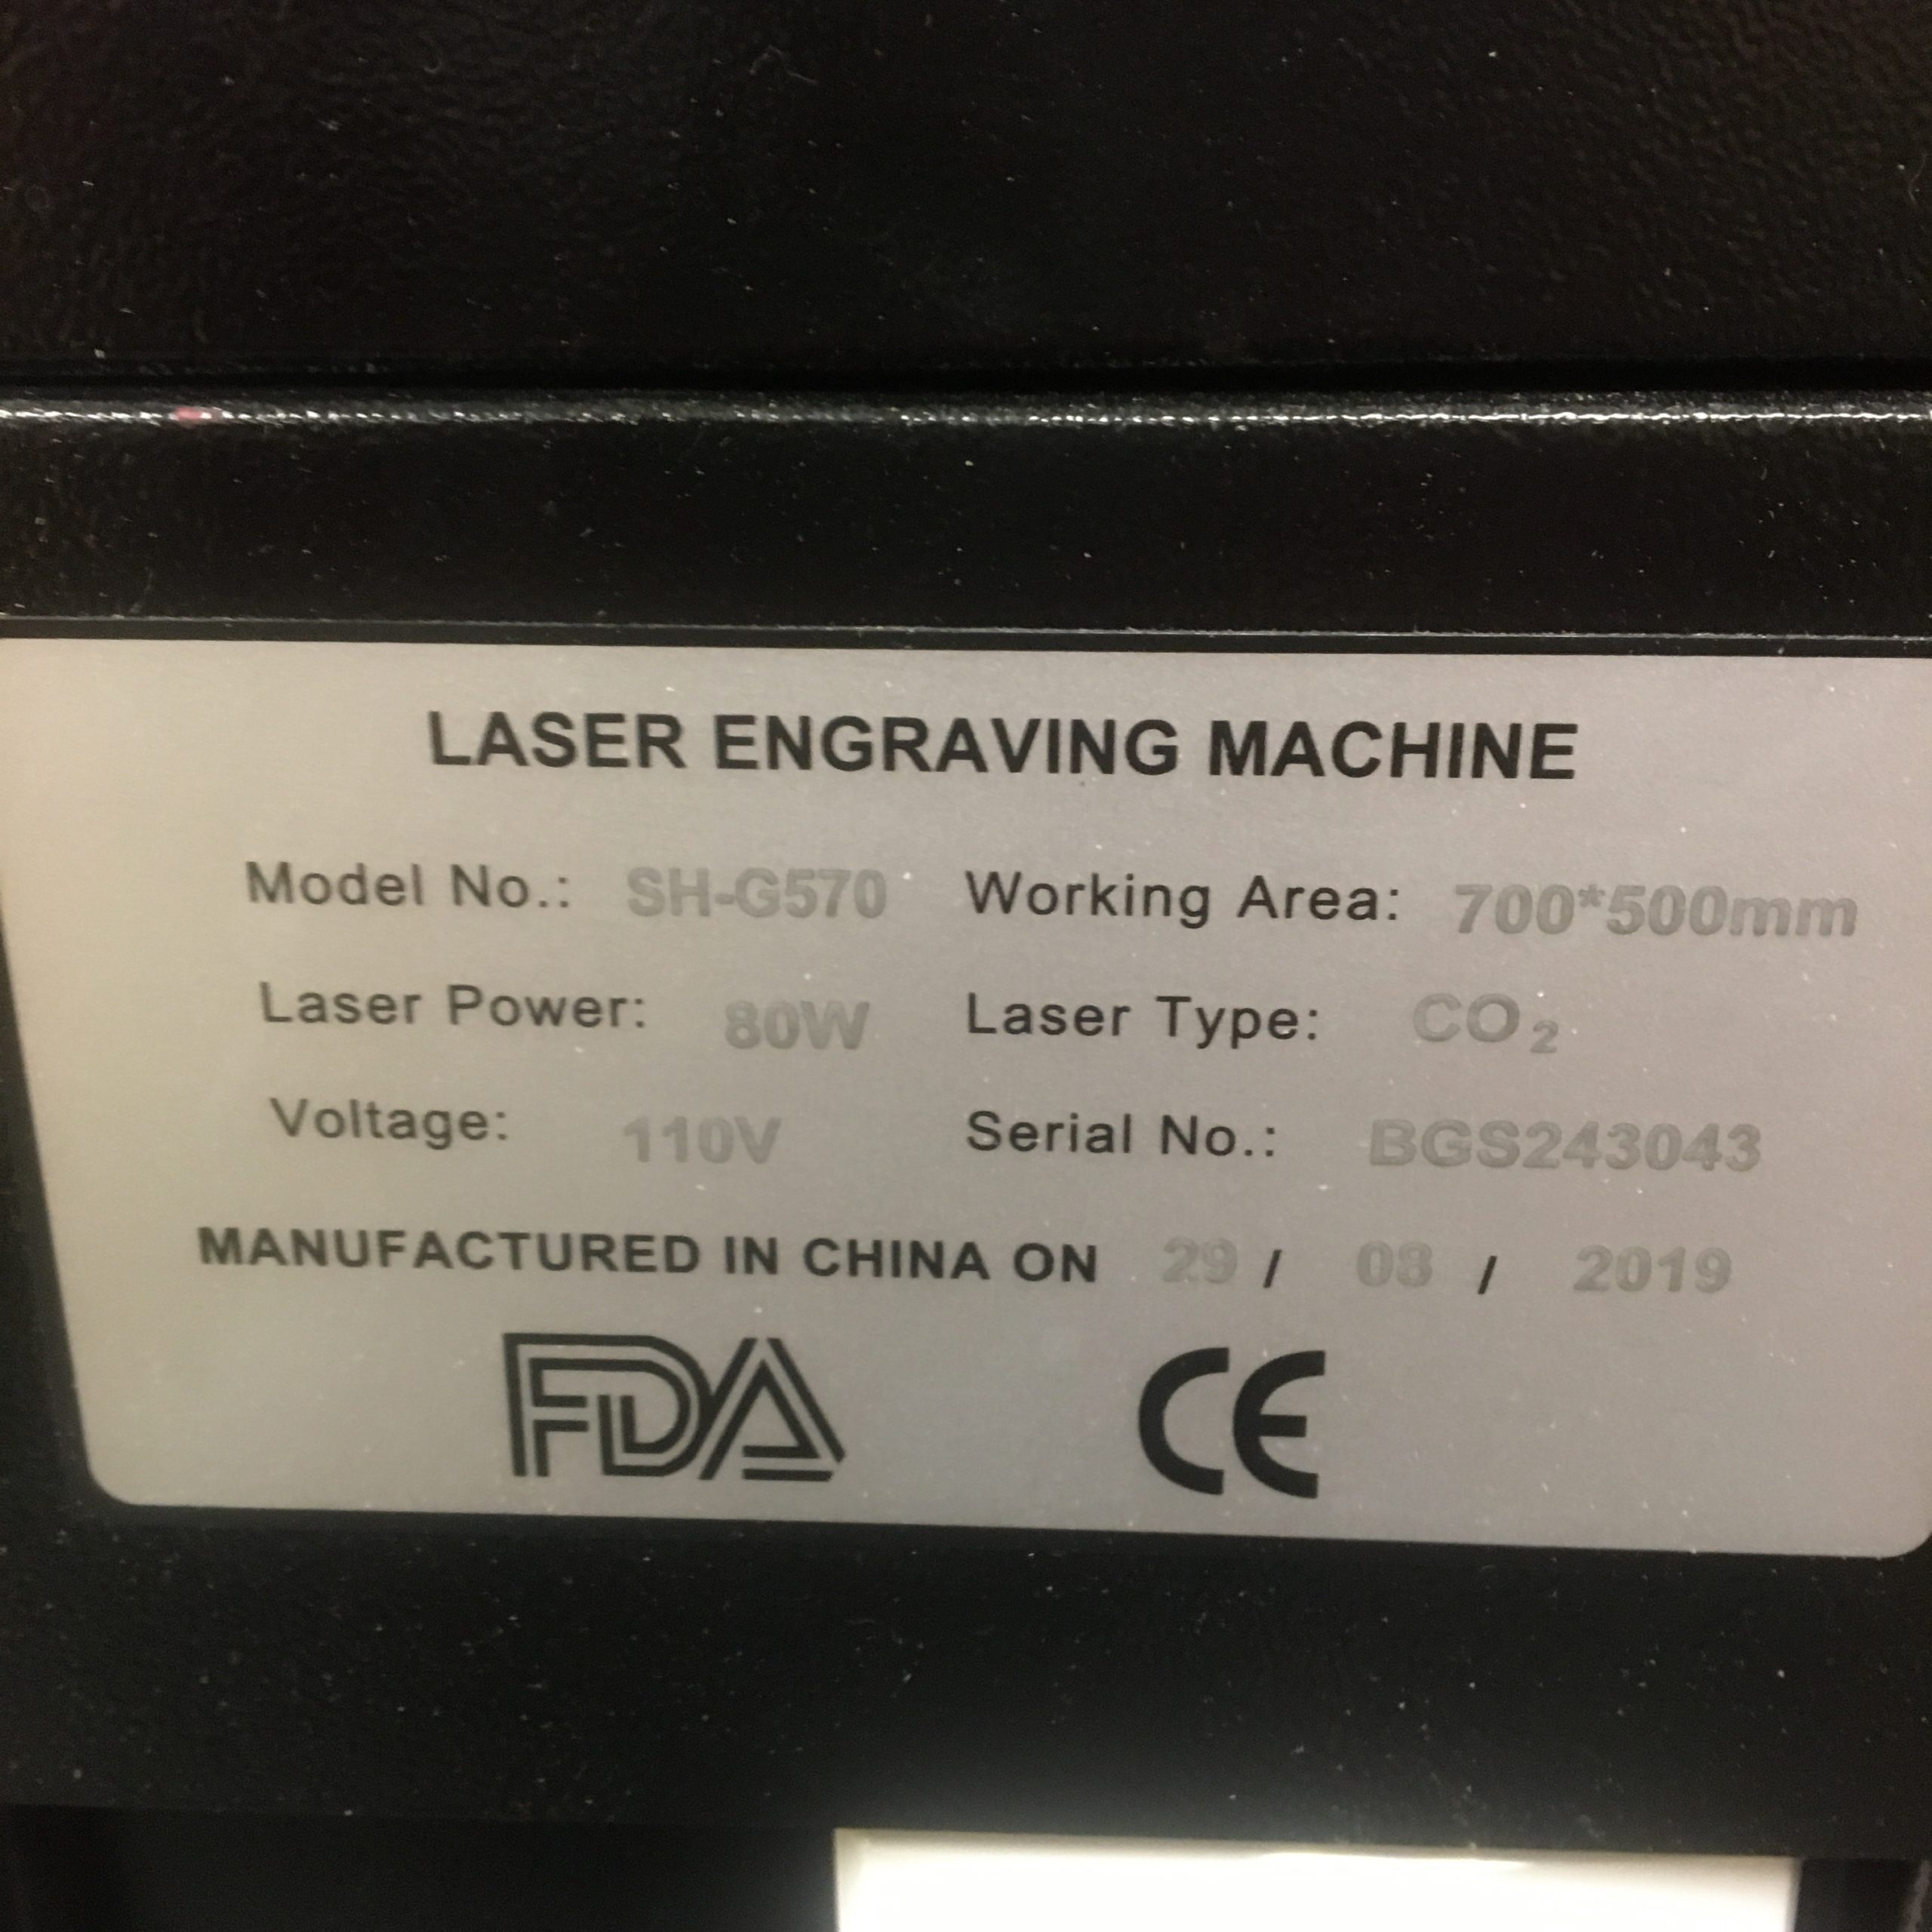 LASER ENGRAVING MACHINE
Model No.: SH-G570 Working Area: 700*500mm
Laser Power: 80W Laser Type: CO₂
Voltage: 110V Serial No.: BGS243043
MANUFACTURED IN CHINA ON 29 / 08 / 2019
FDA CE